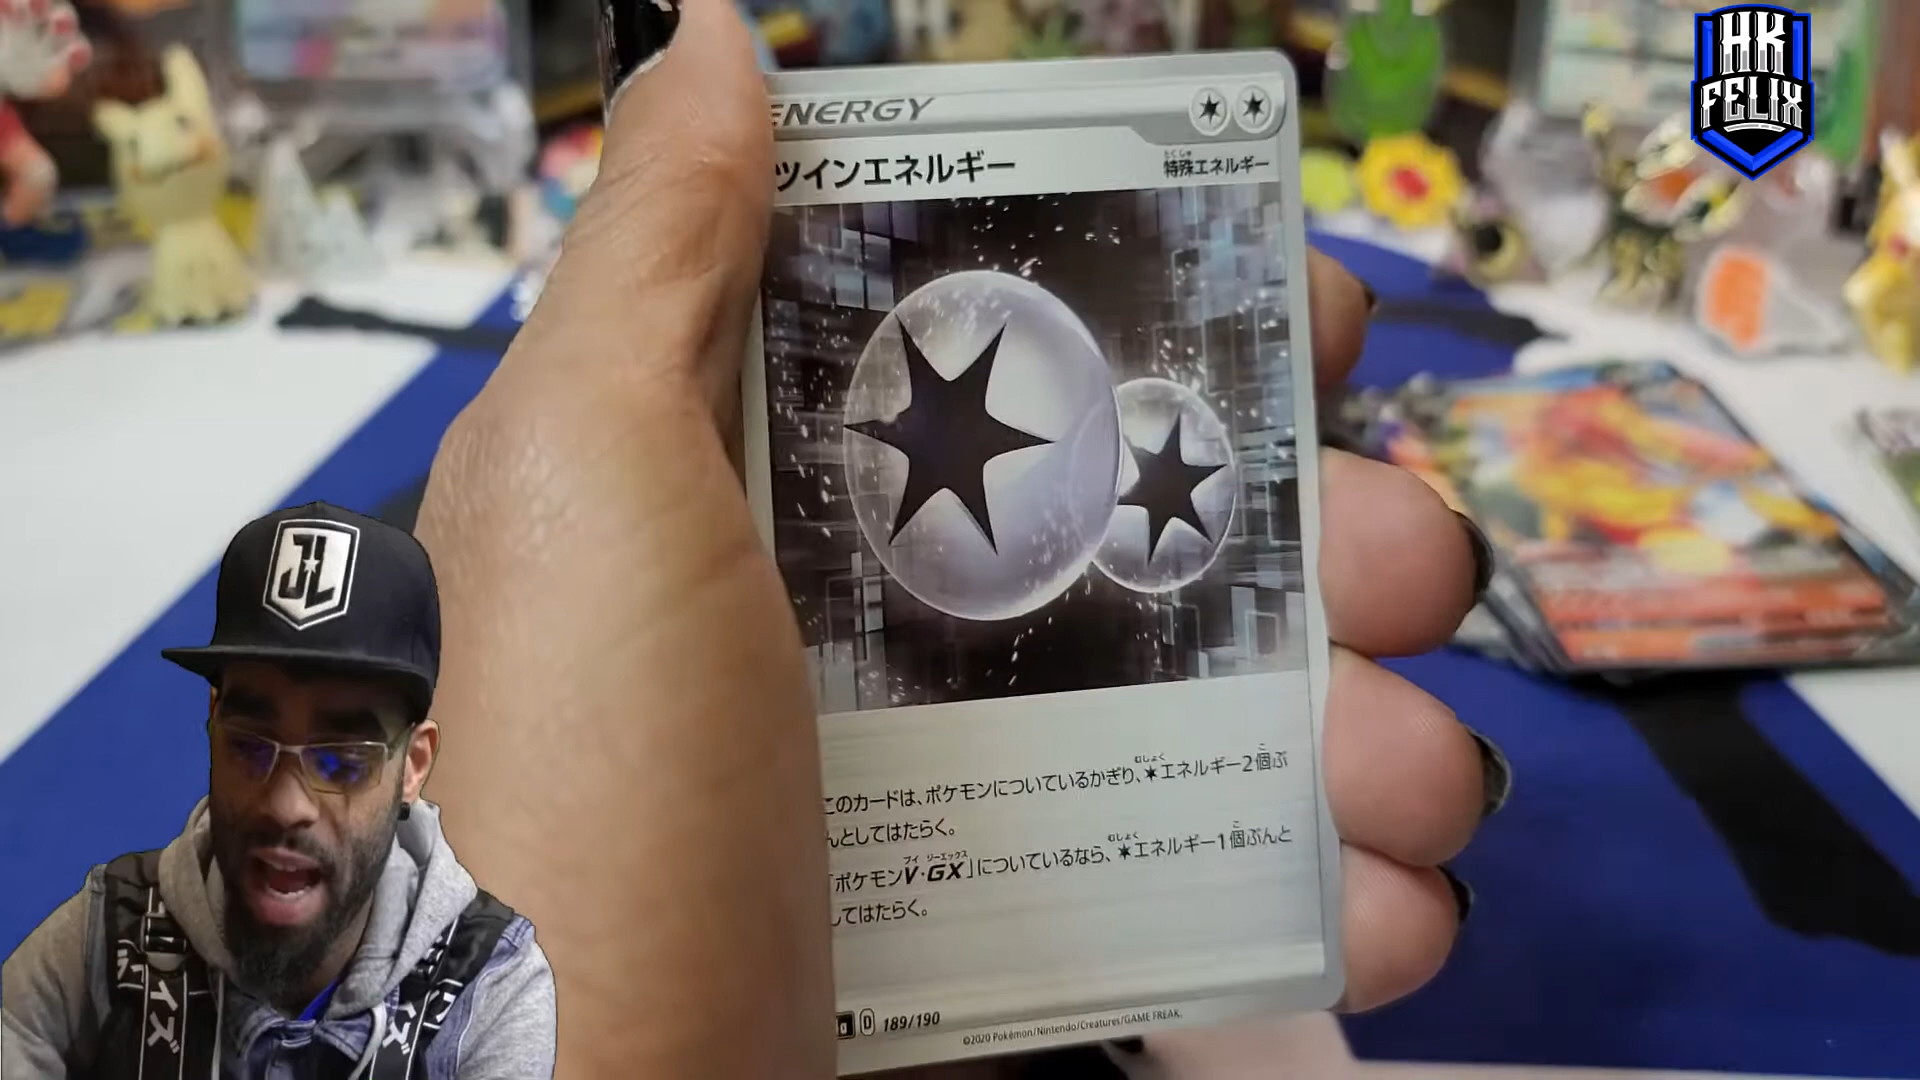 HK
FELIX
ENERGY
ツインエネルギー
とくしゅ
特殊エネルギー
このカードは、ポケモンについているかぎり、エネルギー2個ぶ
んとしてはたらく。
「ポケモンV・GX」についているなら、エネルギー1個ぶんと
してはたらく。
D 189/190
©2020 Pokémon/Nintendo/Creatures/GAME FREAK.
JL